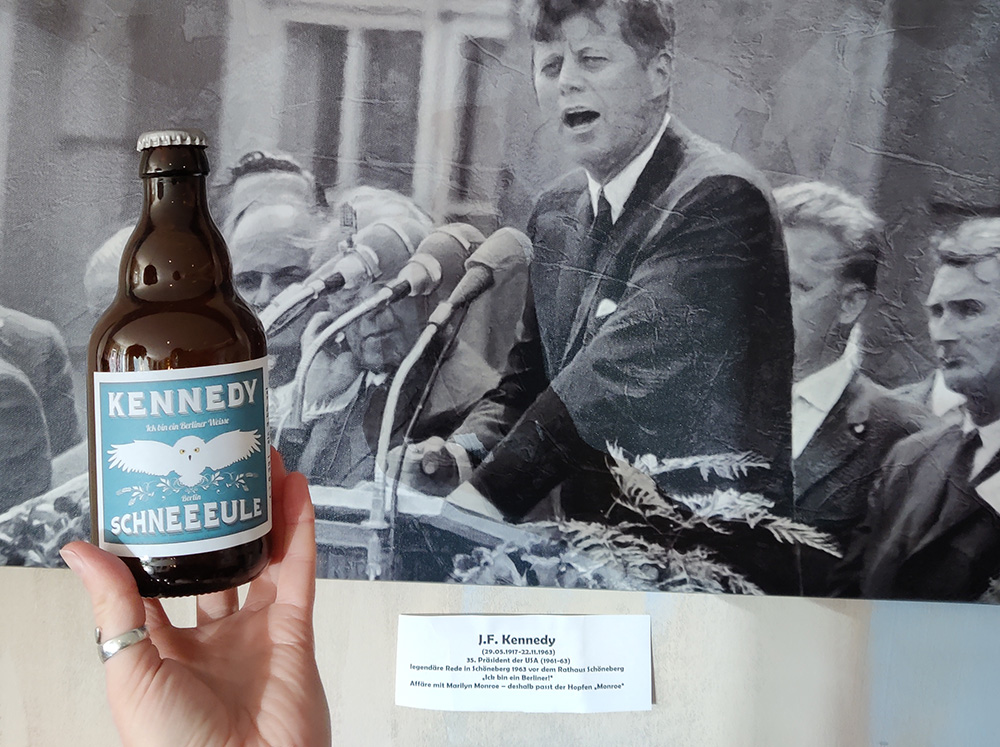 KENNEDY
Ich bin ein Berliner Weisse
Berlin
SCHNEEEULE
J.F. Kennedy
(29.05.1917-22.11.1963)
35. Präsident der USA (1961-63)
legendäre Rede in Schöneberg 1963 vor dem Rathaus Schöneberg
„Ick bin ein Berliner!“
Affäre mit Marilyn Monroe – deshalb passt der Hopfen „Monroe“